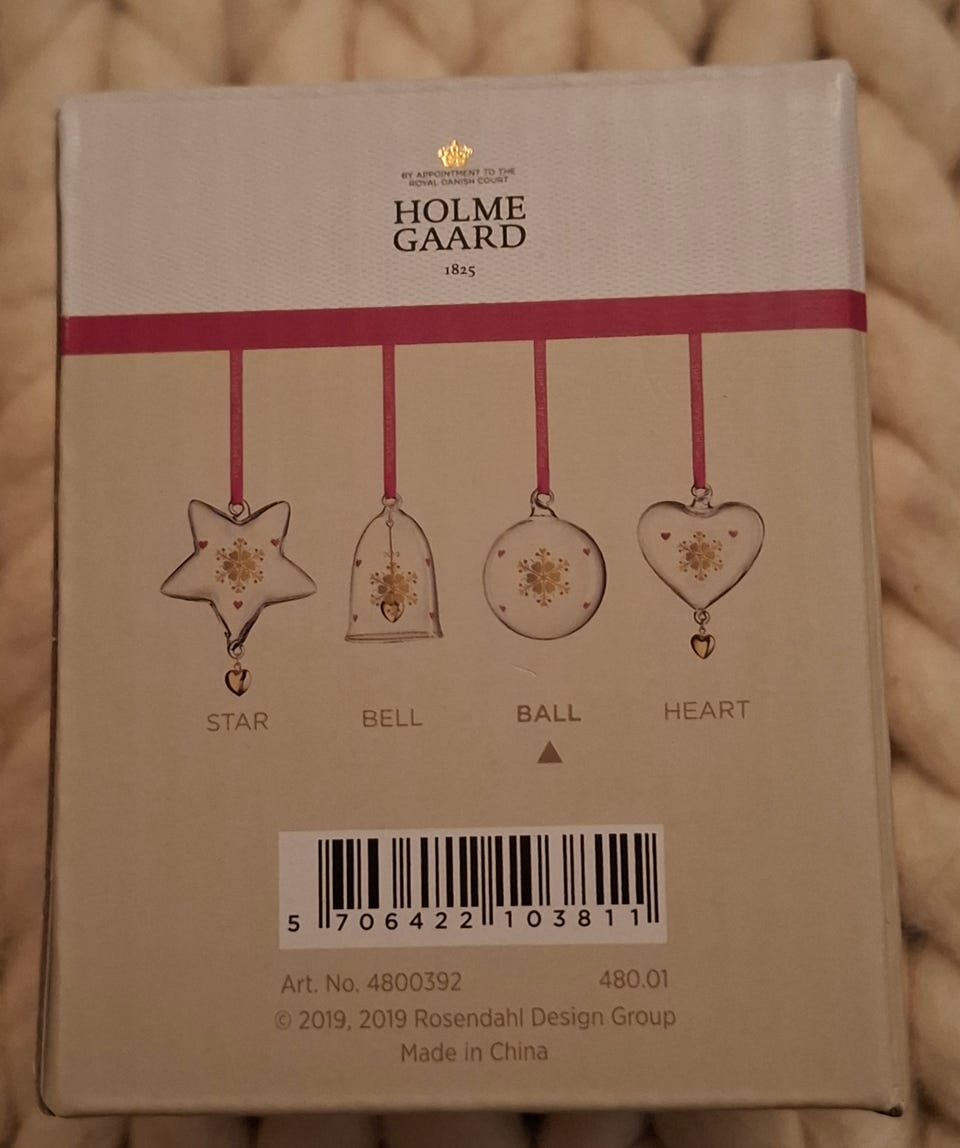 BY APPOINTMENT TO THE
ROYAL DANISH COURT
HOLME
GAARD
1825
STAR
BELL
BALL
HEART
5 706422 103811
Art. No. 4800392
480.01
© 2019, 2019 Rosendahl Design Group
Made in China